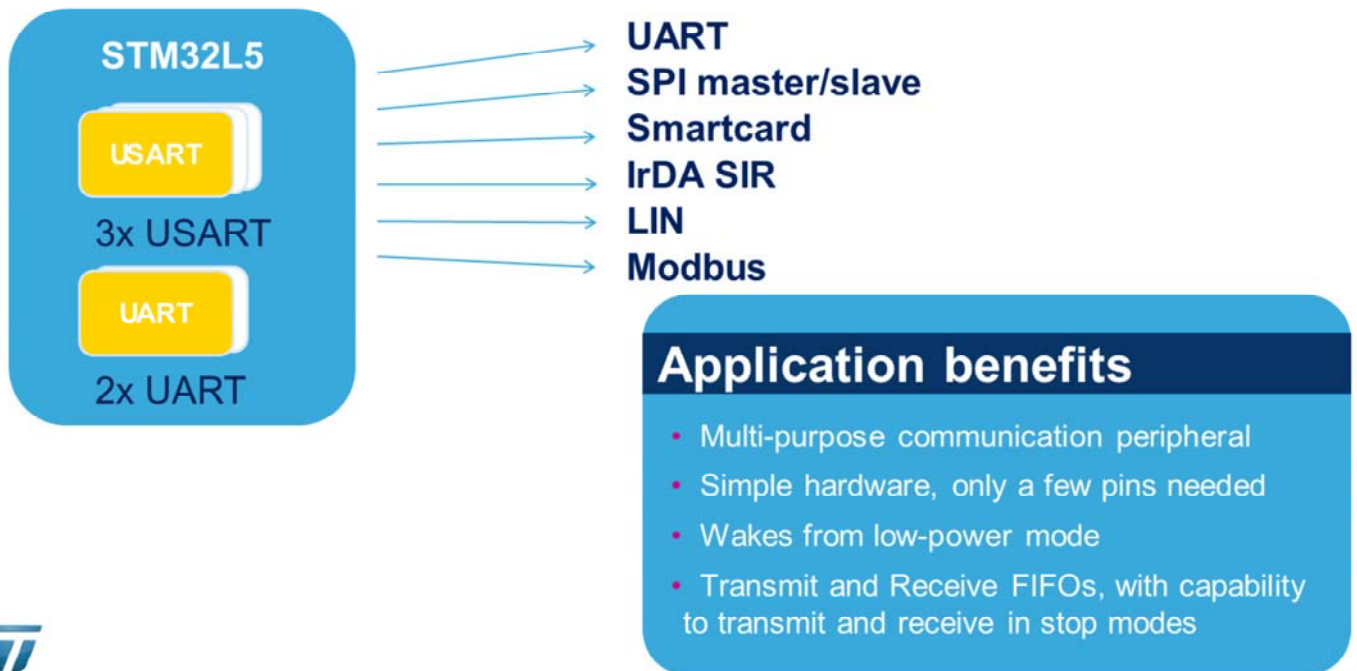 STM32L5
USART
3x USART
UART
2x UART
UART
SPI master/slave
Smartcard
IrDA SIR
LIN
Modbus
Application benefits
• Multi-purpose communication peripheral
• Simple hardware, only a few pins needed
• Wakes from low-power mode
• Transmit and Receive FIFOs, with capability
to transmit and receive in stop modes